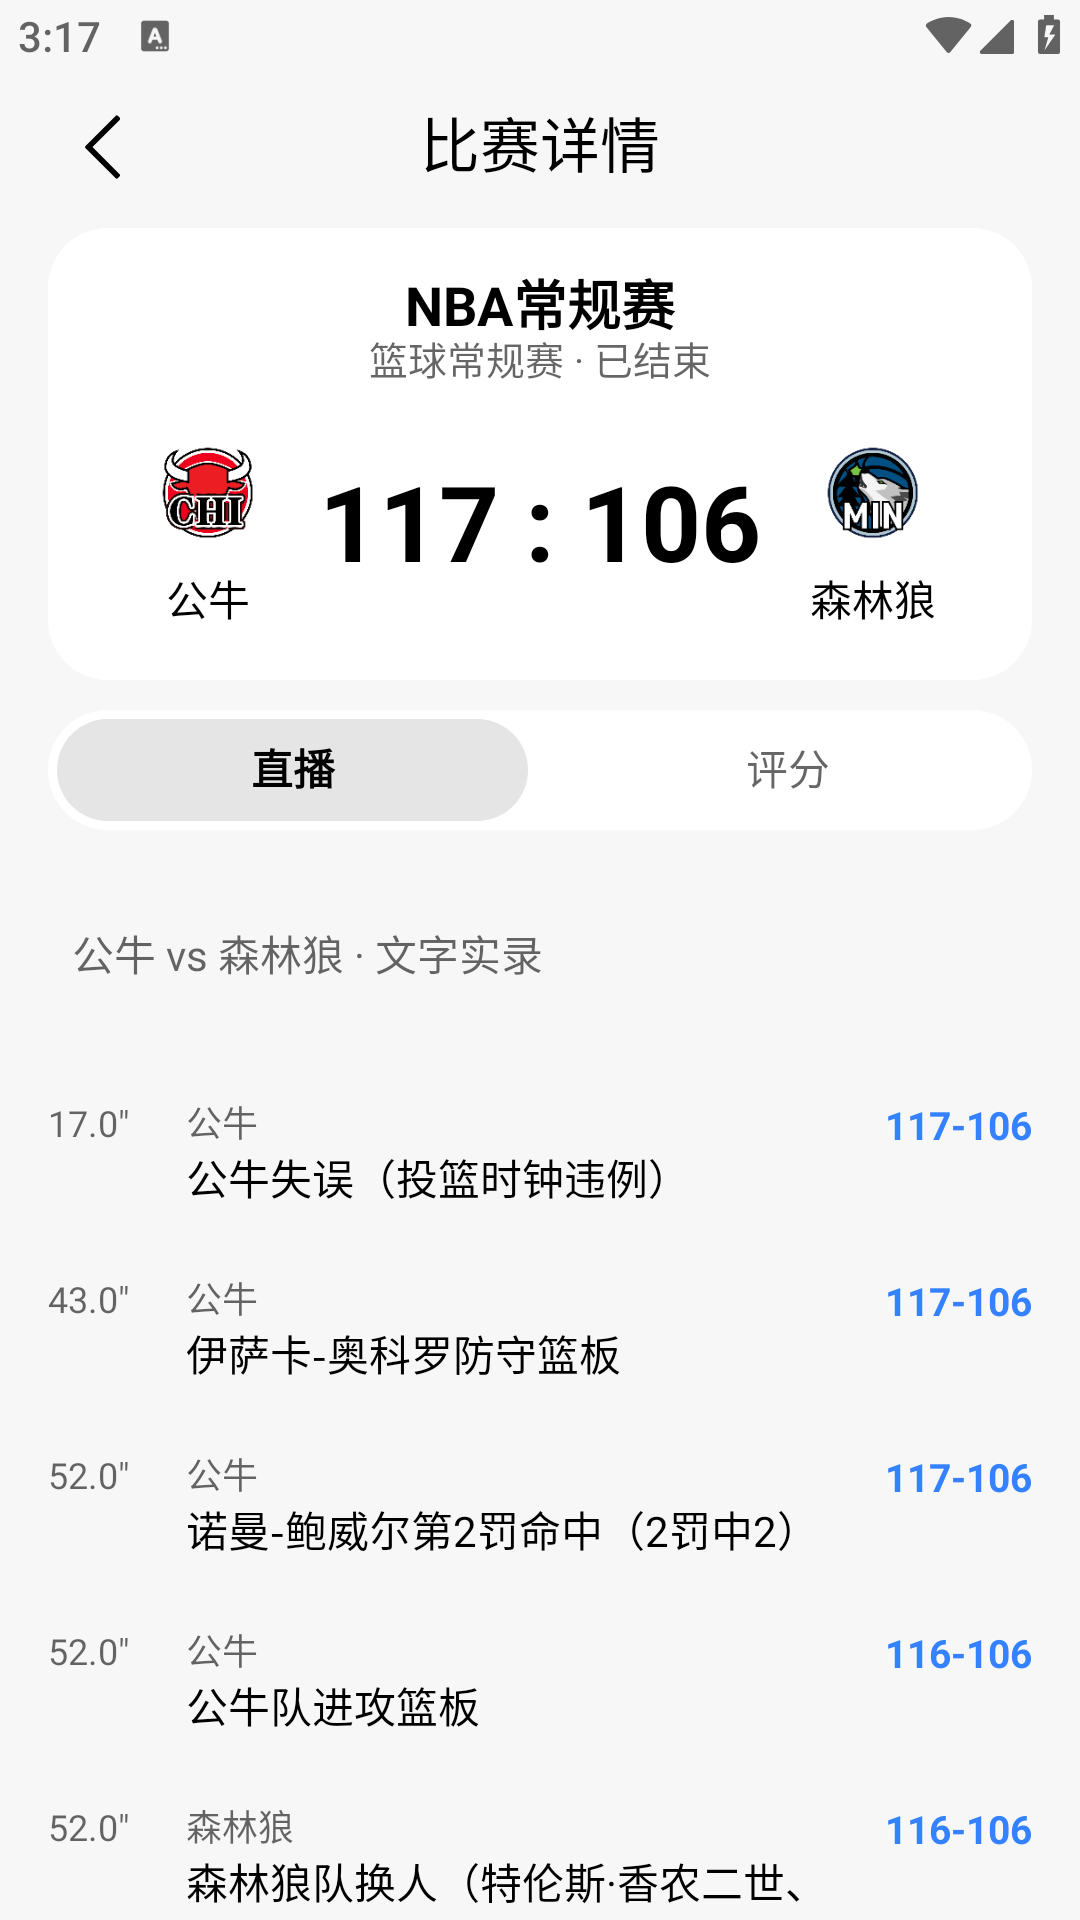 3:17
A
比赛详情
NBA常规赛
篮球常规赛 · 已结束
CHI
117 : 106
MIN
公牛
森林狼
直播
评分
公牛 vs 森林狼 · 文字实录
17.0"
公牛
117-106
公牛失误（投篮时钟违例）
43.0"
公牛
117-106
伊萨卡-奥科罗防守篮板
52.0"
公牛
117-106
诺曼-鲍威尔第2罚命中（2罚中2）
52.0"
公牛
116-106
公牛队进攻篮板
52.0"
森林狼
116-106
森林狼队换人（特伦斯·香农二世、